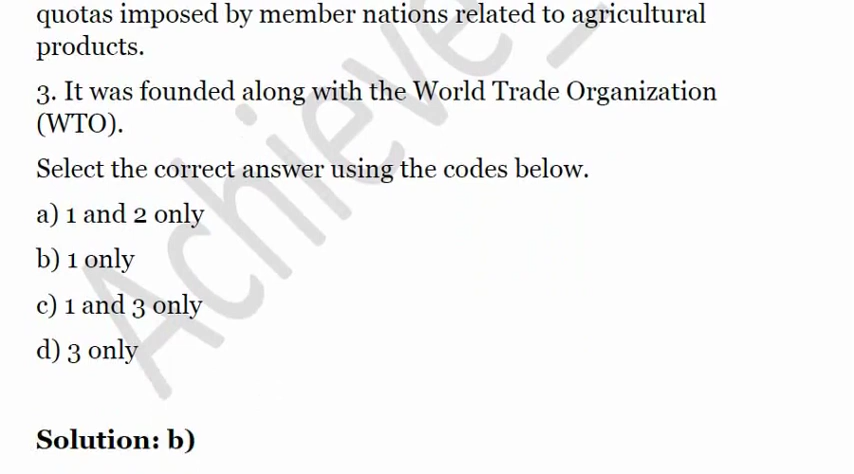 quotas imposed by member nations related to agricultural
products.
3. It was founded along with the World Trade Organization
(WTO).
Select the correct answer using the codes below.
a) 1 and 2 only
b) 1 only
c) 1 and 3 only
d) 3 only
Solution: b)
Achieve_